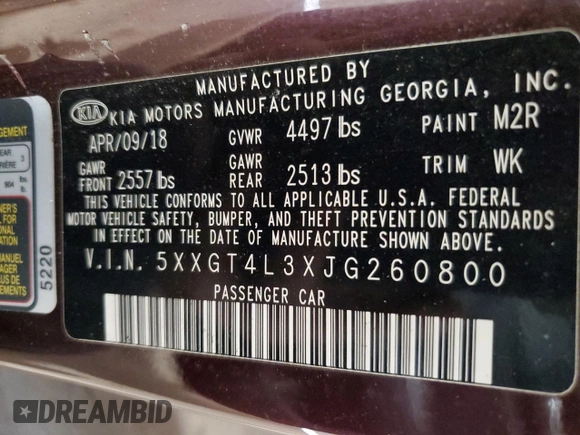 MANUFACTURED BY
KIA KIA MOTORS MANUFACTURING GEORGIA, INC.
APR/09/18 GVWR 4497 lbs PAINT M2R
GAWR FRONT 2557 lbs GAWR REAR 2513 lbs TRIM WK
THIS VEHICLE CONFORMS TO ALL APPLICABLE U.S.A. FEDERAL
MOTOR VEHICLE SAFETY, BUMPER, AND THEFT PREVENTION STANDARDS
IN EFFECT ON THE DATE OF MANUFACTURE SHOWN ABOVE.
V.I.N. 5XXGT4L3XJG260800
PASSENGER CAR
5220
DREAMBID